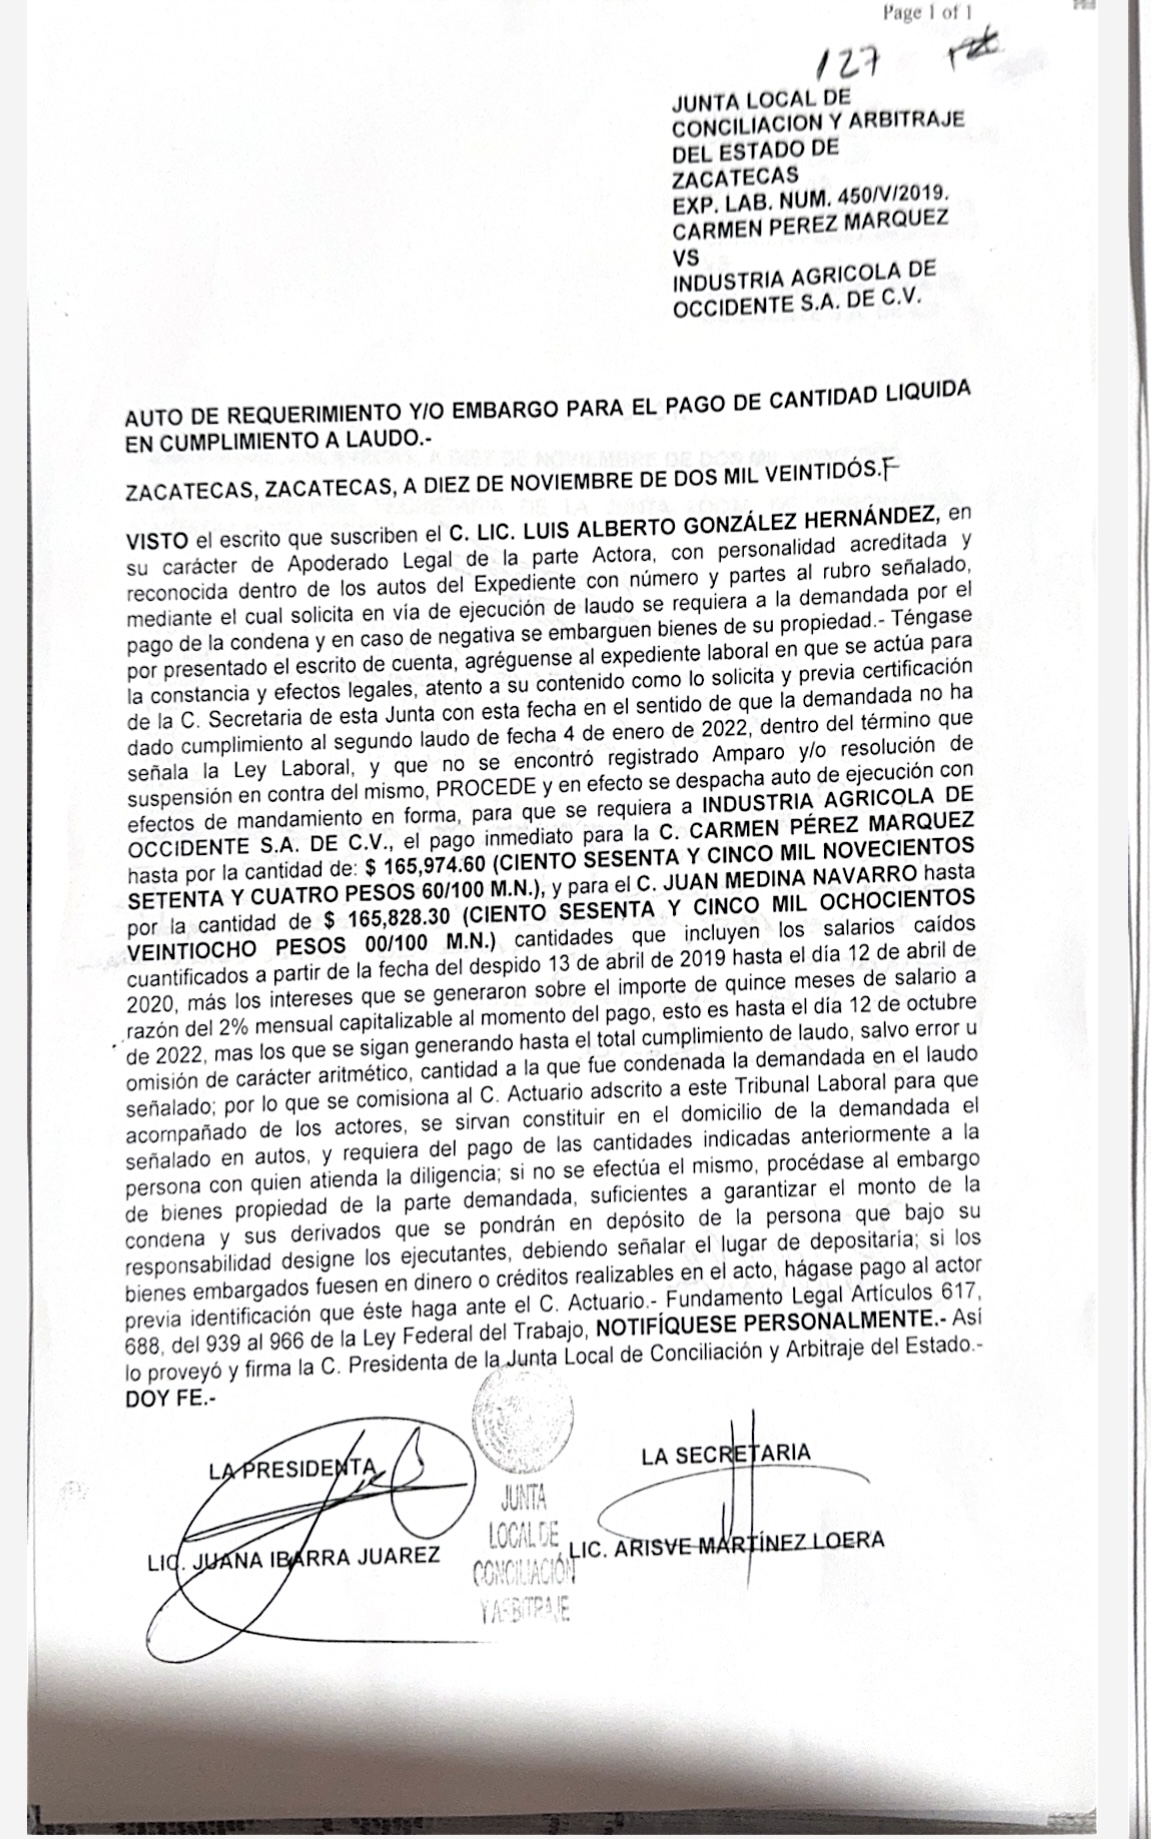 Page 1 of 1
127
JUNTA LOCAL DE
CONCILIACION Y ARBITRAJE
DEL ESTADO DE
ZACATECAS
EXP. LAB. NUM. 450/V/2019.
CARMEN PEREZ MARQUEZ
VS
INDUSTRIA AGRICOLA DE
OCCIDENTE S.A. DE C.V.
AUTO DE REQUERIMIENTO Y/O EMBARGO PARA EL PAGO DE CANTIDAD LIQUIDA
EN CUMPLIMIENTO A LAUDO.-
ZACATECAS, ZACATECAS, A DIEZ DE NOVIEMBRE DE DOS MIL VEINTIDÓS.
VISTO el escrito que suscriben el C. LIC. LUIS ALBERTO GONZÁLEZ HERNÁNDEZ, en
su carácter de Apoderado Legal de la parte Actora, con personalidad acreditada y
reconocida dentro de los autos del Expediente con número y partes al rubro señalado,
mediante el cual solicita en vía de ejecución de laudo se requiera a la demandada por el
pago de la condena y en caso de negativa se embarguen bienes de su propiedad.- Téngase
por presentado el escrito de cuenta, agréguense al expediente laboral en que se actúa para
la constancia y efectos legales, atento a su contenido como lo solicita y previa certificación
de la C. Secretaria de esta Junta con esta fecha en el sentido de que la demandada no ha
dado cumplimiento al segundo laudo de fecha 4 de enero de 2022, dentro del término que
señala la Ley Laboral, y que no se encontró registrado Amparo y/o resolución de
suspensión en contra del mismo, PROCEDE y en efecto se despacha auto de ejecución con
efectos de mandamiento en forma, para que se requiera a INDUSTRIA AGRICOLA DE
OCCIDENTE S.A. DE C.V., el pago inmediato para la C. CARMEN PÉREZ MARQUEZ
hasta por la cantidad de: $ 165,974.60 (CIENTO SESENTA Y CINCO MIL NOVECIENTOS
SETENTA Y CUATRO PESOS 60/100 M.N.), y para el C. JUAN MEDINA NAVARRO hasta
por la cantidad de $ 165,828.30 (CIENTO SESENTA Y CINCO MIL OCHOCIENTOS
VEINTIOCHO PESOS 00/100 M.N.) cantidades que incluyen los salarios caídos
cuantificados a partir de la fecha del despido 13 de abril de 2019 hasta el día 12 de abril de
2020, más los intereses que se generaron sobre el importe de quince meses de salario a
razón del 2% mensual capitalizable al momento del pago, esto es hasta el día 12 de octubre
de 2022, mas los que se sigan generando hasta el total cumplimiento de laudo, salvo error u
omisión de carácter aritmético, cantidad a la que fue condenada la demandada en el laudo
señalado; por lo que se comisiona al C. Actuario adscrito a este Tribunal Laboral para que
acompañado de los actores, se sirvan constituir en el domicilio de la demandada el
señalado en autos, y requiera del pago de las cantidades indicadas anteriormente a la
persona con quien atienda la diligencia; si no se efectúa el mismo, procédase al embargo
de bienes propiedad de la parte demandada, suficientes a garantizar el monto de la
condena y sus derivados que se pondrán en depósito de la persona que bajo su
responsabilidad designe los ejecutantes, debiendo señalar el lugar de depositaría; si los
bienes embargados fuesen en dinero o créditos realizables en el acto, hágase pago al actor
previa identificación que éste haga ante el C. Actuario.- Fundamento Legal Artículos 617,
688, del 939 al 966 de la Ley Federal del Trabajo, NOTIFÍQUESE PERSONALMENTE.- Así
lo proveyó y firma la C. Presidenta de la Junta Local de Conciliación y Arbitraje del Estado.-
DOY FE.-
LA PRESIDENTA
LA SECRETARIA
LIC. JUANA IBARRA JUAREZ
LIC. ARISVE MARTÍNEZ LOERA
JUNTA
LOCAL DE
CONCILIACIÓN
Y ARBITRAJE